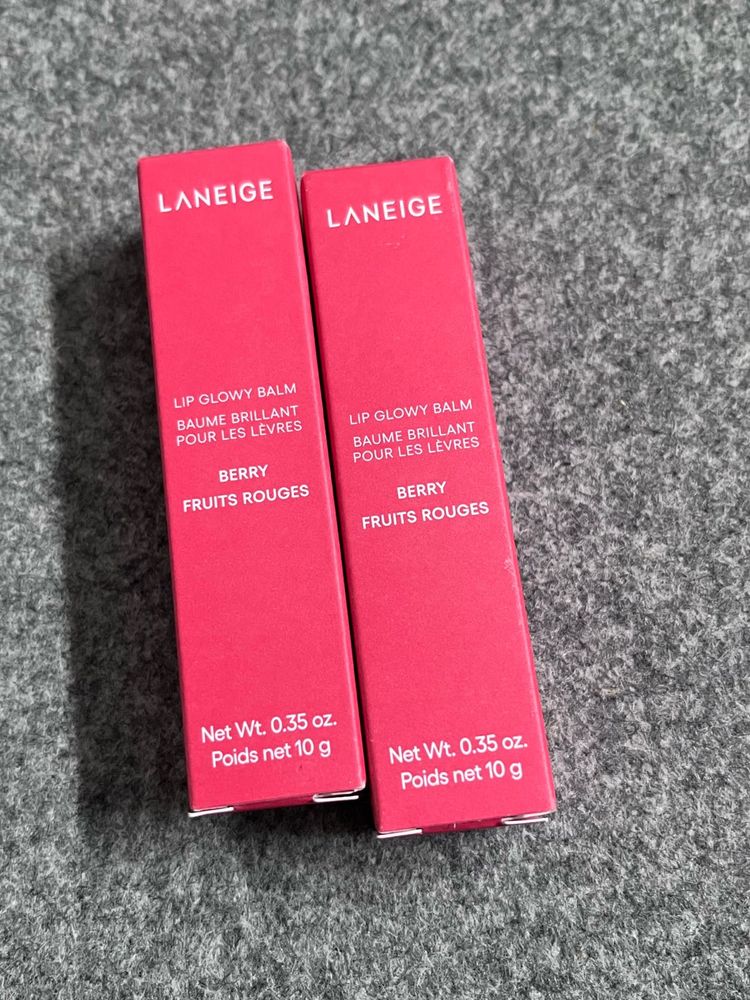 LANEIGE
LIP GLOWY BALM
BAUME BRILLANT
POUR LES LÈVRES
BERRY
FRUITS ROUGES
Net Wt. 0.35 oz.
Poids net 10 g
LANEIGE
LIP GLOWY BALM
BAUME BRILLANT
POUR LES LÈVRES
BERRY
FRUITS ROUGES
Net Wt. 0.35 oz.
Poids net 10 g